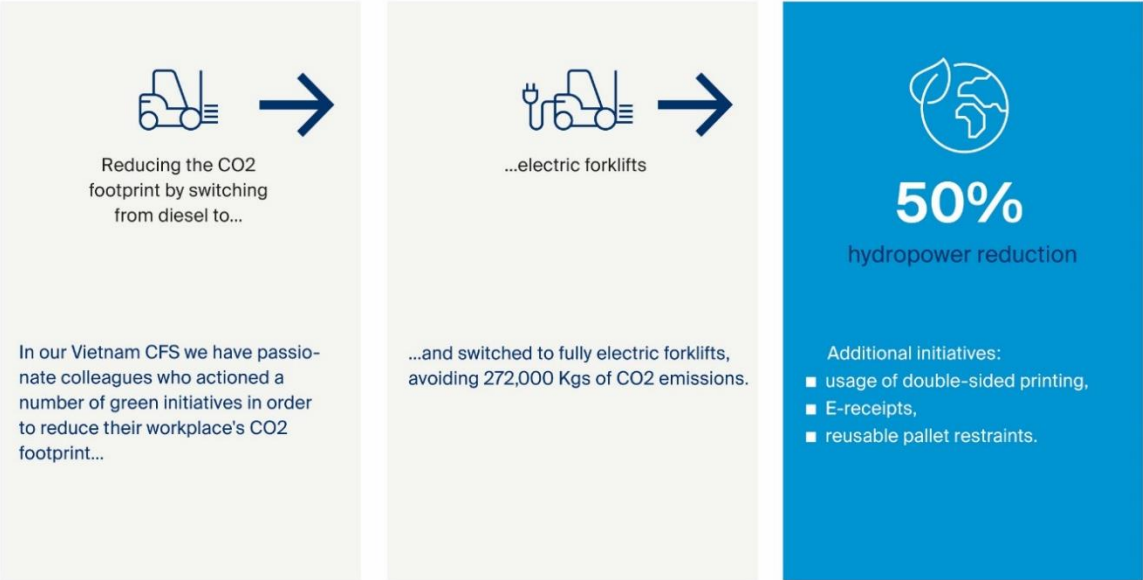 Reducing the CO2
footprint by switching
from diesel to...
In our Vietnam CFS we have passio-
nate colleagues who actioned a
number of green initiatives in order
to reduce their workplace's CO2
footprint...
...electric forklifts
...and switched to fully electric forklifts,
avoiding 272,000 Kgs of CO2 emissions.
50%
hydropower reduction
Additional initiatives:
■ usage of double-sided printing,
■ E-receipts,
■ reusable pallet restraints.